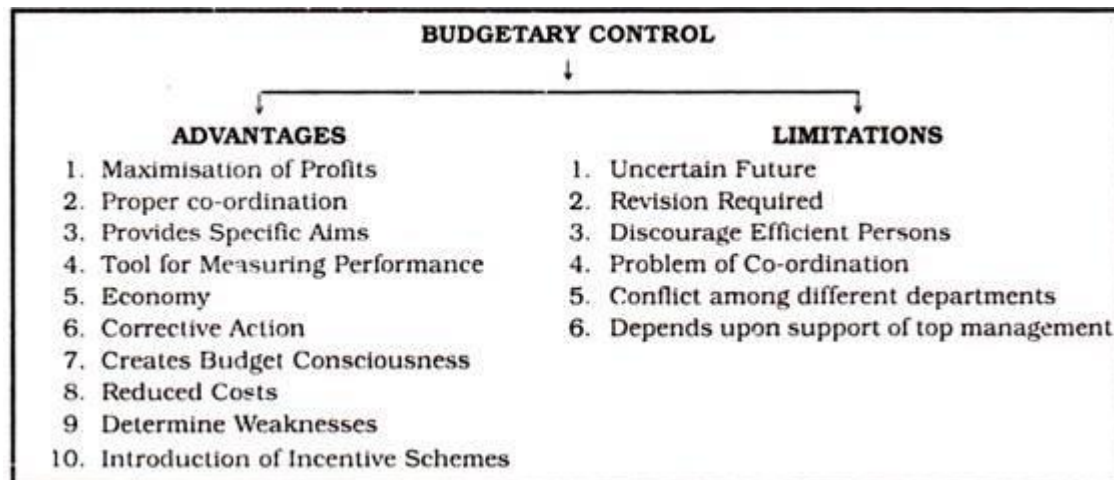 BUDGETARY CONTROL
ADVANTAGES
1. Maximisation of Profits
2. Proper co-ordination
3. Provides Specific Aims
4. Tool for Measuring Performance
5. Economy
6. Corrective Action
7. Creates Budget Consciousness
8. Reduced Costs
9 Determine Weaknesses
10. Introduction of Incentive Schemes
LIMITATIONS
1. Uncertain Future
2. Revision Required
3. Discourage Efficient Persons
4. Problem of Co-ordination
5. Conflict among different departments
6. Depends upon support of top management